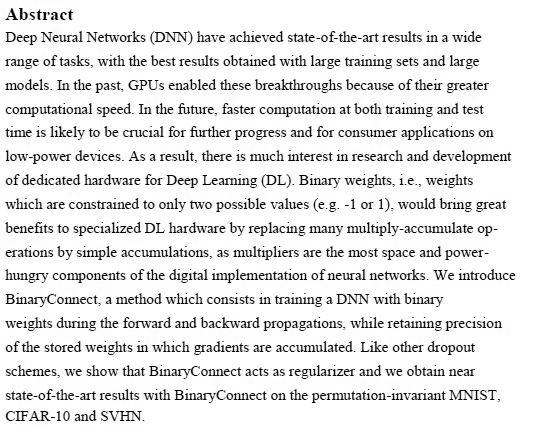 Abstract
Deep Neural Networks (DNN) have achieved state-of-the-art results in a wide
range of tasks, with the best results obtained with large training sets and large
models. In the past, GPUs enabled these breakthroughs because of their greater
computational speed. In the future, faster computation at both training and test
time is likely to be crucial for further progress and for consumer applications on
low-power devices. As a result, there is much interest in research and development
of dedicated hardware for Deep Learning (DL). Binary weights, i.e., weights
which are constrained to only two possible values (e.g. -1 or 1), would bring great
benefits to specialized DL hardware by replacing many multiply-accumulate op-
erations by simple accumulations, as multipliers are the most space and power-
hungry components of the digital implementation of neural networks. We introduce
BinaryConnect, a method which consists in training a DNN with binary
weights during the forward and backward propagations, while retaining precision
of the stored weights in which gradients are accumulated. Like other dropout
schemes, we show that BinaryConnect acts as regularizer and we obtain near
state-of-the-art results with BinaryConnect on the permutation-invariant MNIST,
CIFAR-10 and SVHN.